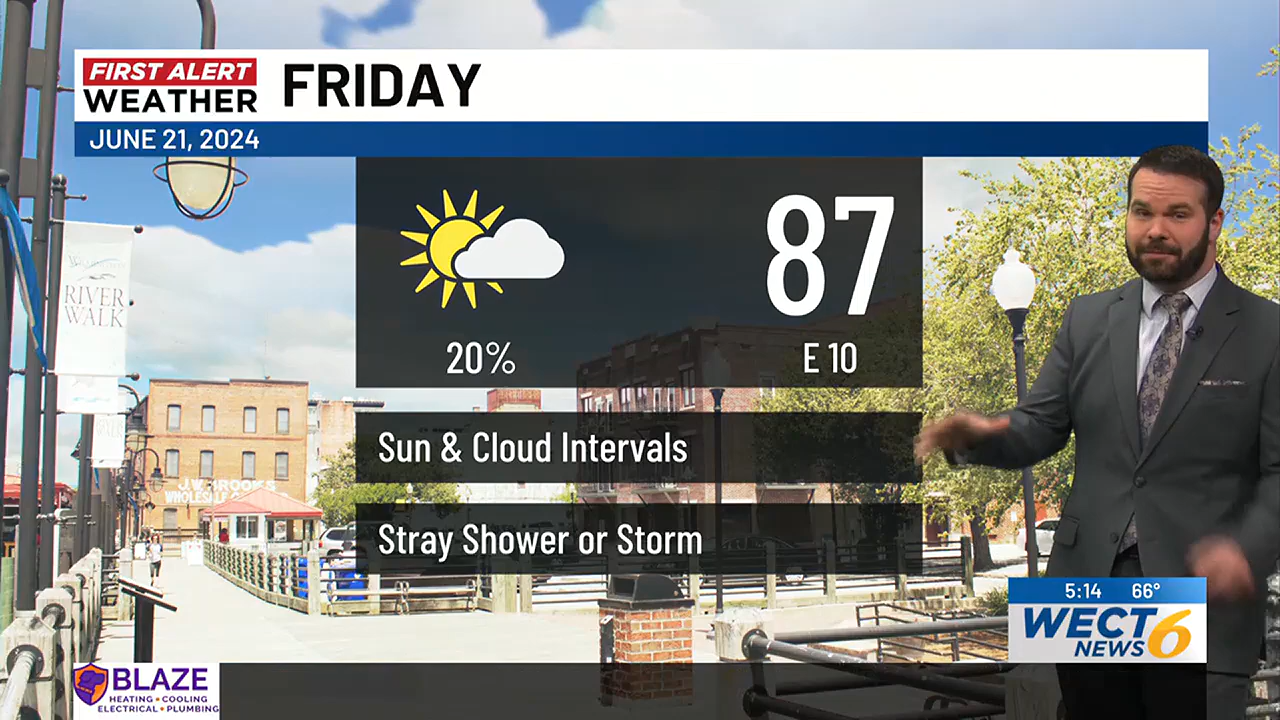 FIRST ALERT
WEATHER
FRIDAY
JUNE 21, 2024
87
20%
E 10
RIVER
WALK
Sun & Cloud Intervals
J.W. BROOKS
WHOLESALE
Stray Shower or Storm
5:14 66°
WECT 6
NEWS
BLAZE
HEATING • COOLING
ELECTRICAL • PLUMBING